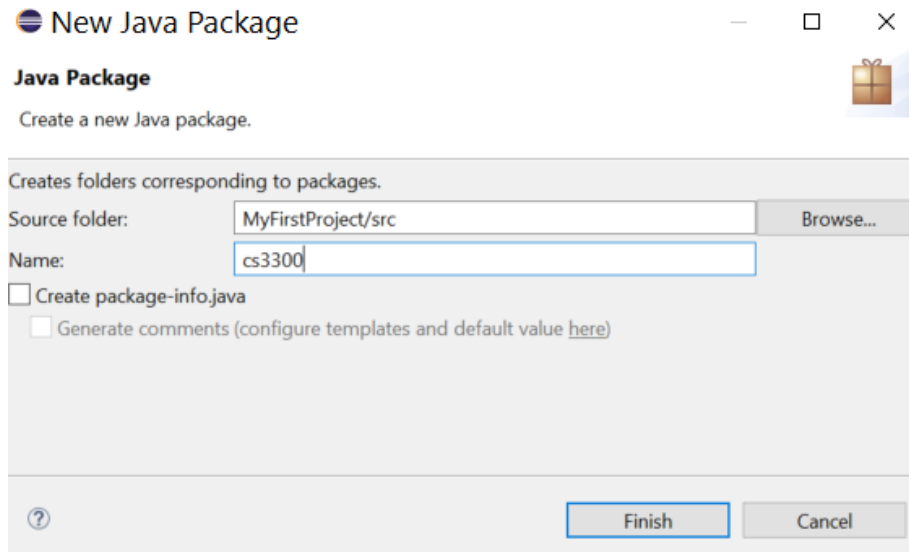 New Java Package
Java Package
Create a new Java package.
Creates folders corresponding to packages.
Source folder: MyFirstProject/src Browse...
Name: cs3300
Create package-info.java
Generate comments (configure templates and default value here)
? Finish Cancel